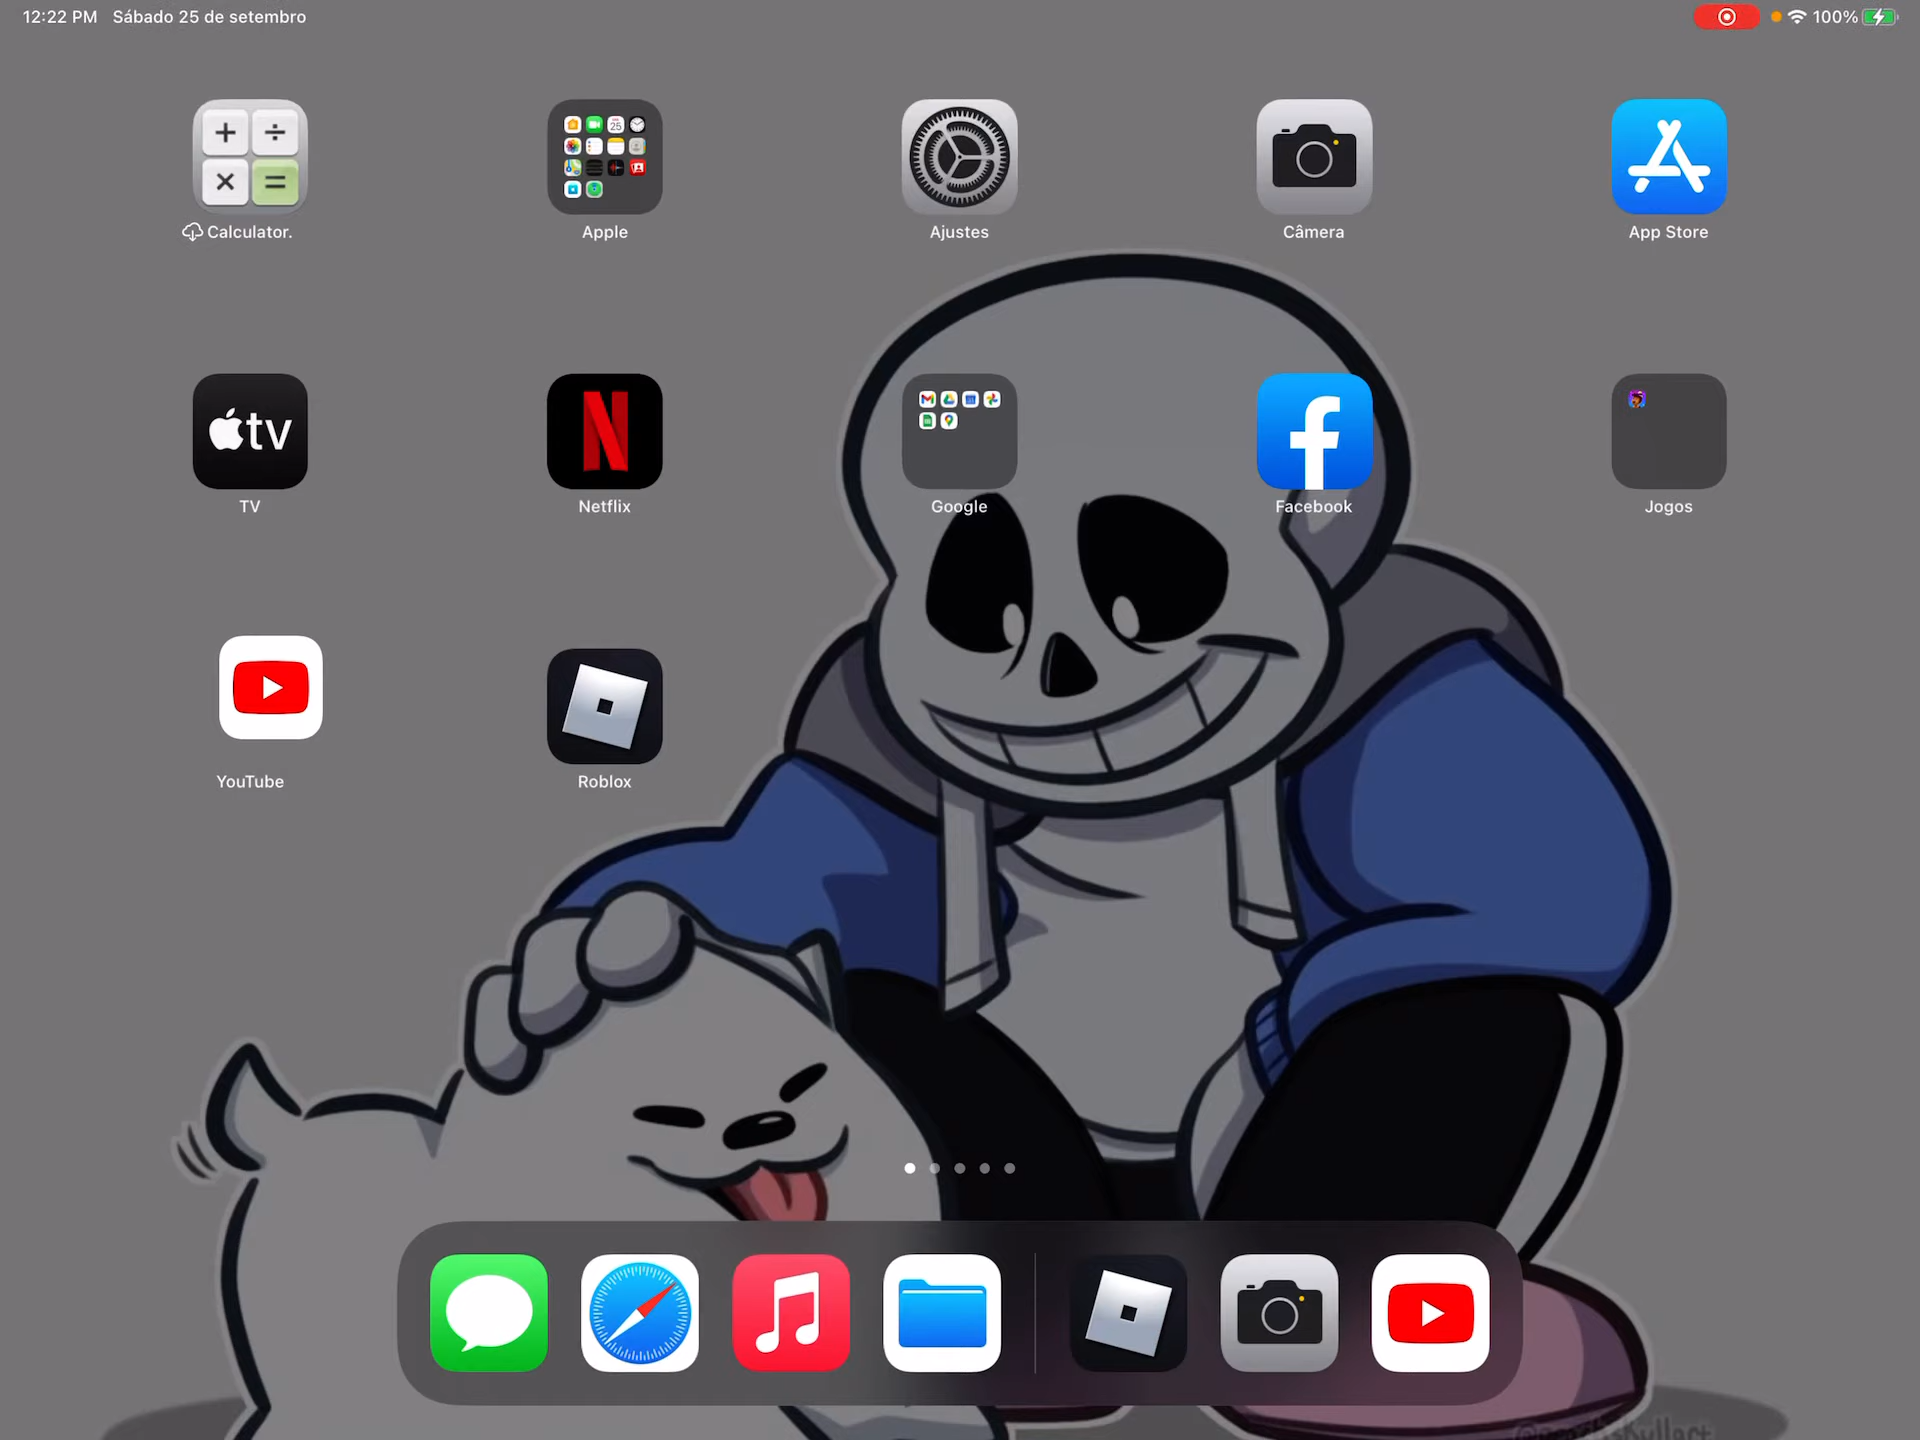 12:22 PM Sábado 25 de setembro
100%
Calculator.
Apple
Ajustes
Câmera
App Store
tv
TV
Netflix
Google
Facebook
Jogos
YouTube
Roblox